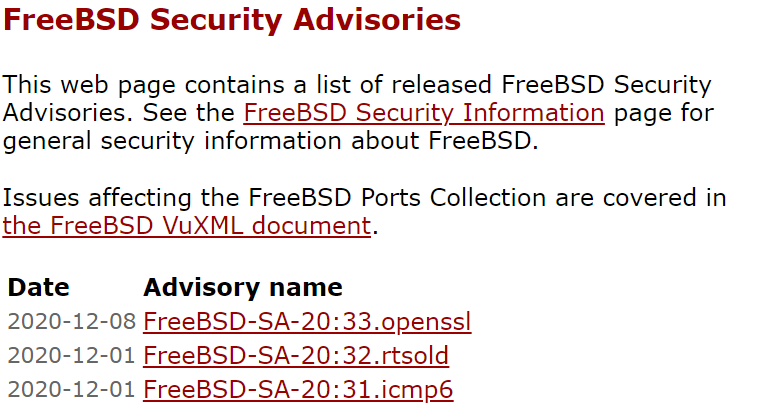 FreeBSD Security Advisories
This web page contains a list of released FreeBSD Security
Advisories. See the FreeBSD Security Information page for
general security information about FreeBSD.
Issues affecting the FreeBSD Ports Collection are covered in
the FreeBSD VuXML document.
Date Advisory name
2020-12-08 FreeBSD-SA-20:33.openssl
2020-12-01 FreeBSD-SA-20:32.rtsold
2020-12-01 FreeBSD-SA-20:31.icmp6